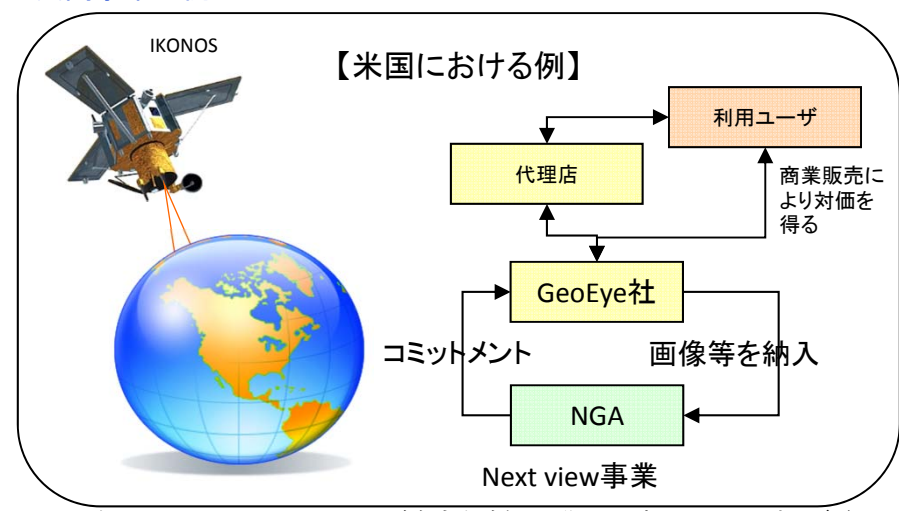 IKONOS
【米国における例】
利用ユーザ
代理店
商業販売に
より対価を
得る
GeoEye社
コミットメント
画像等を納入
NGA
Next view事業